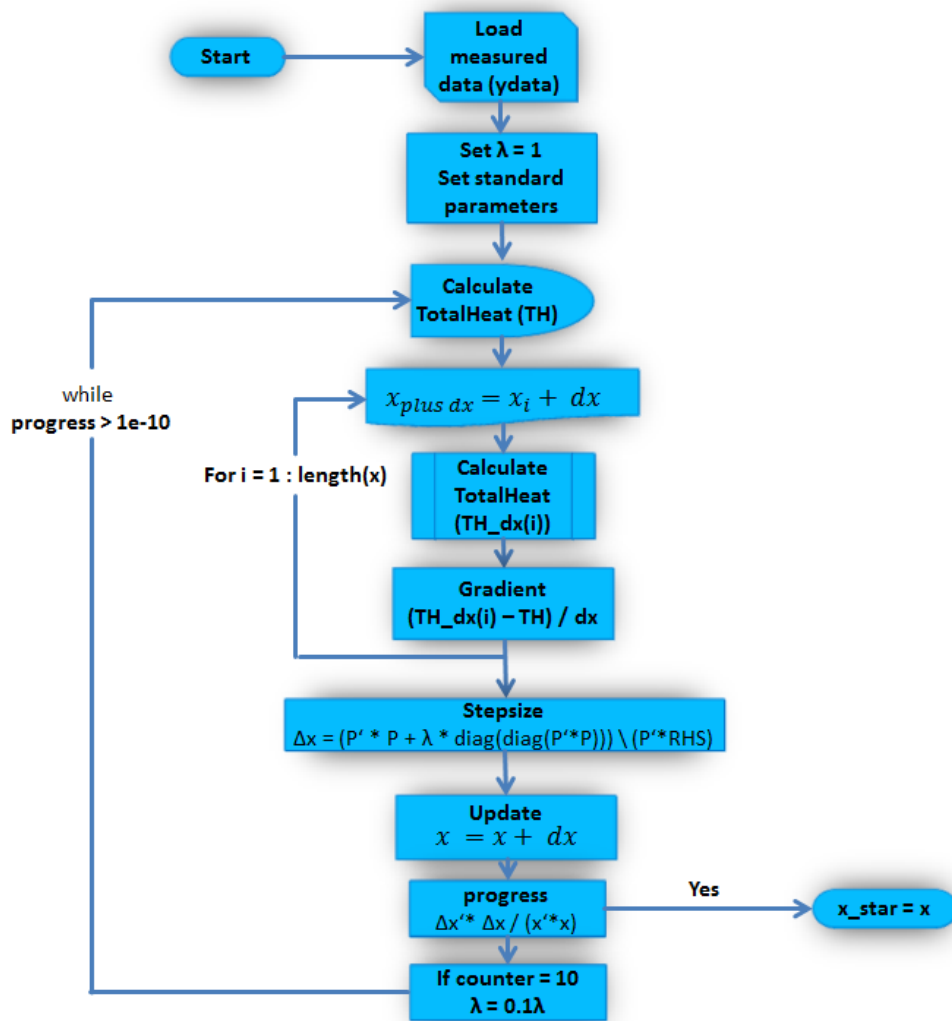 Start
Load
measured
data (ydata)
Set λ = 1
Set standard
parameters
Calculate
TotalHeat (TH)
while
progress > 1e-10
x_{plus dx} = x_i + dx
For i = 1 : length(x)
Calculate
TotalHeat
(TH_dx(i))
Gradient
(TH_dx(i) – TH) / dx
Stepsize
Δx = (P‘ * P + λ * diag(diag(P‘*P))) \ (P‘*RHS)
Update
x = x + dx
progress
Δx‘* Δx / (x‘*x)
Yes
x_star = x
If counter = 10
λ = 0.1λ